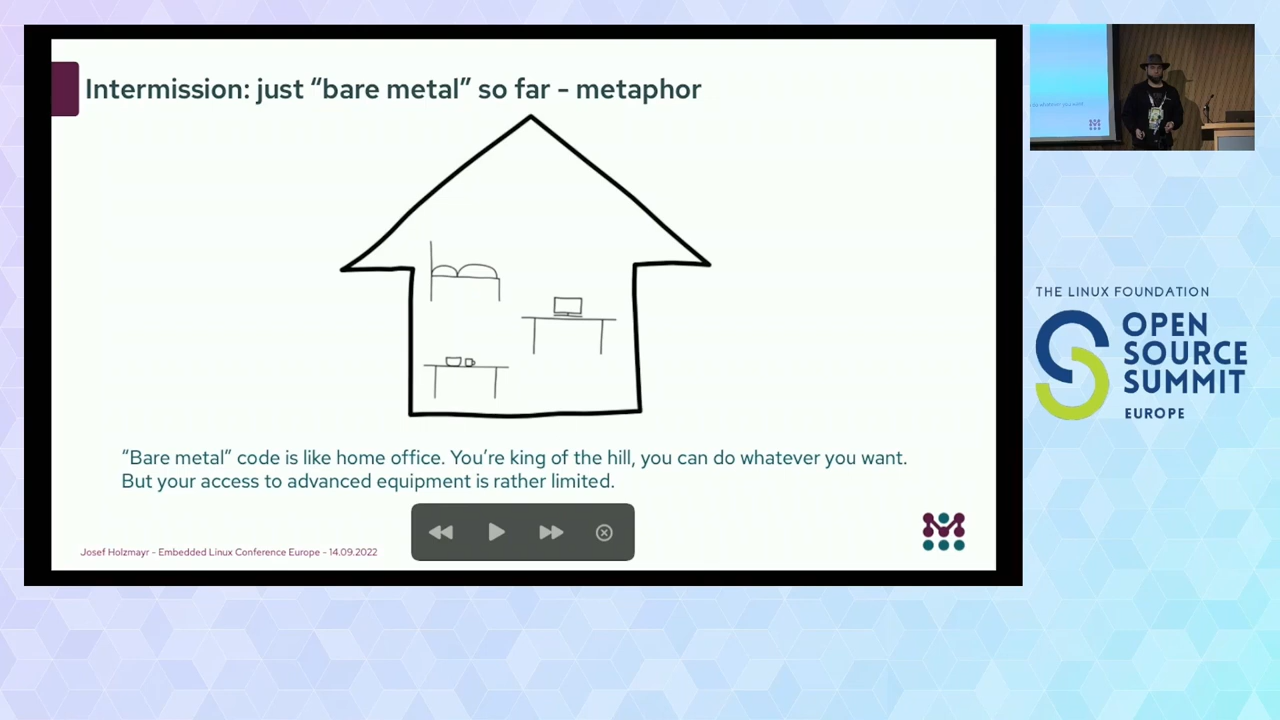 Intermission: just “bare metal” so far - metaphor
“Bare metal” code is like home office. You’re king of the hill, you can do whatever you want.
But your access to advanced equipment is rather limited.
Josef Holzmayr - Embedded Linux Conference Europe - 14.09.2022
THE LINUX FOUNDATION
OPEN
SOURCE
SUMMIT
EUROPE